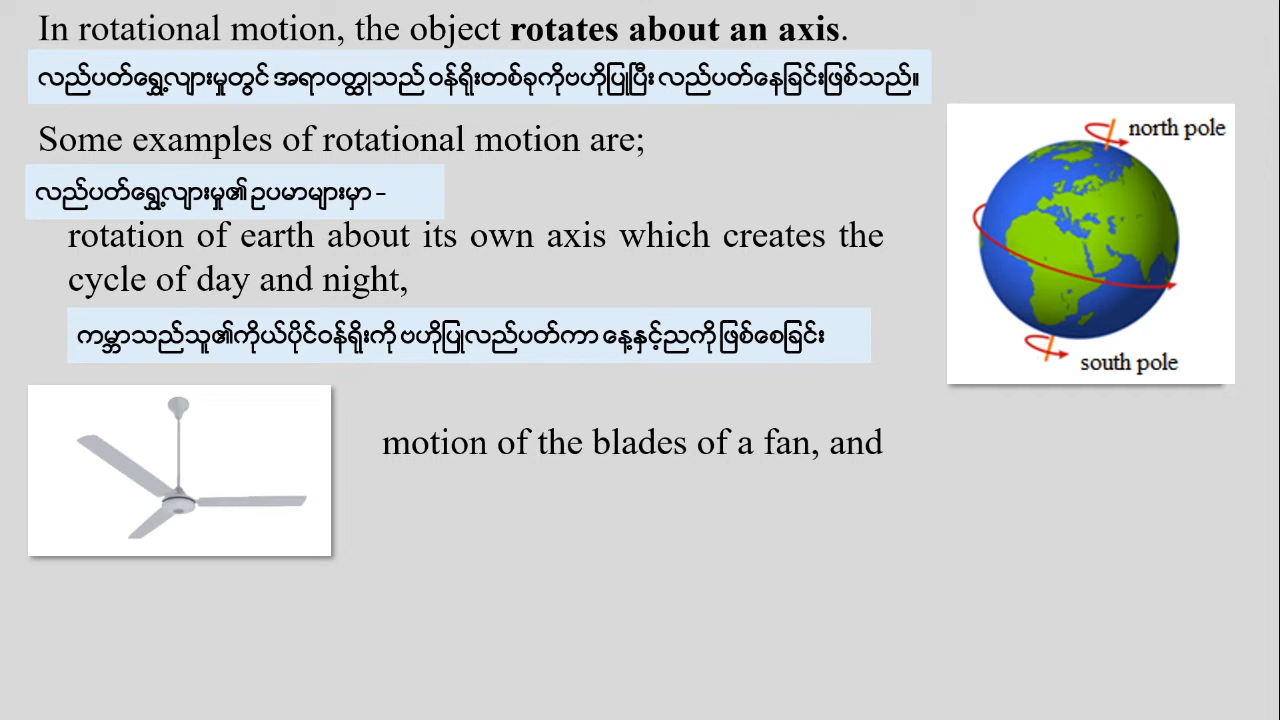 In rotational motion, the object rotates about an axis.
လည်ပတ်ရွေ့လျားမှုတွင် အရာဝတ္ထုသည် ဝန်ရိုးတစ်ခုကိုဗဟိုပြုပြီး လည်ပတ်နေခြင်းဖြစ်သည်။
Some examples of rotational motion are;
လည်ပတ်ရွေ့လျားမှု၏ ဥပမာများမှာ –
rotation of earth about its own axis which creates the
cycle of day and night,
ကမ္ဘာသည်သူ၏ကိုယ်ပိုင်ဝန်ရိုးကို ဗဟိုပြုလည်ပတ်ကာ နေ့နှင့်ညကိုဖြစ်စေခြင်း
north pole
south pole
motion of the blades of a fan, and